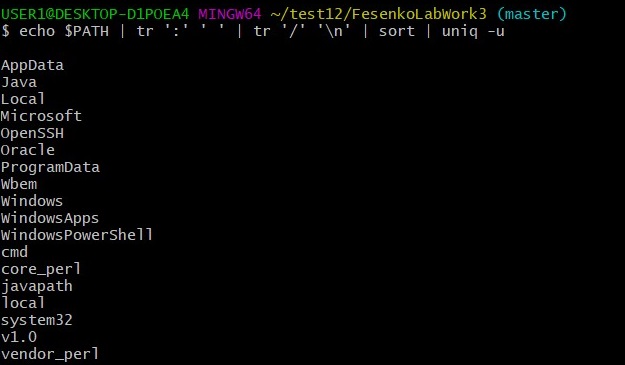 USER1@DESKTOP-D1POEA4 MINGW64 ~/test12/FesenkoLabWork3 (master)
$ echo $PATH | tr ':' ' ' | tr '/' '\n' | sort | uniq -u
AppData
Java
Local
Microsoft
OpenSSH
Oracle
ProgramData
Wbem
Windows
WindowsApps
WindowsPowerShell
cmd
core_perl
javapath
local
system32
v1.0
vendor_perl